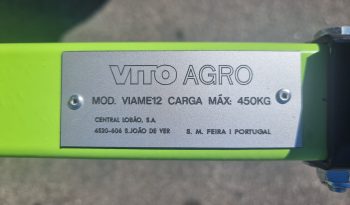 VITO AGRO
MOD. VIAME12 CARGA MÁX: 450KG
CENTRAL LOBÃO, S.A
4520-606 S.JOÃO DE VER S. M. FEIRA | PORTUGAL